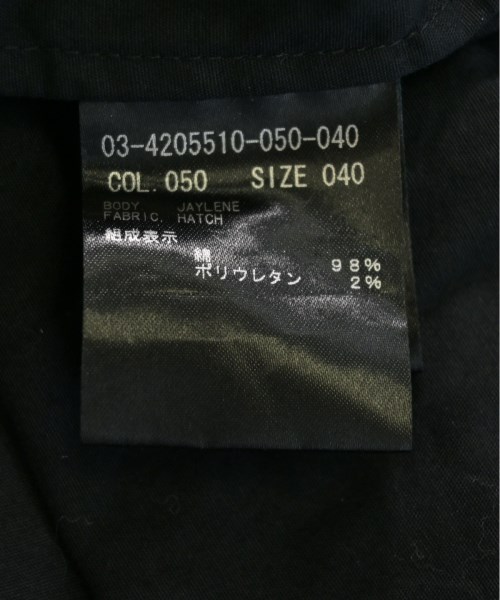 03-4205510-050-040
COL. 050 SIZE 040
BODY JAYLENE
FABRIC. HATCH
組成表示
綿 98%
ポリウレタン 2%